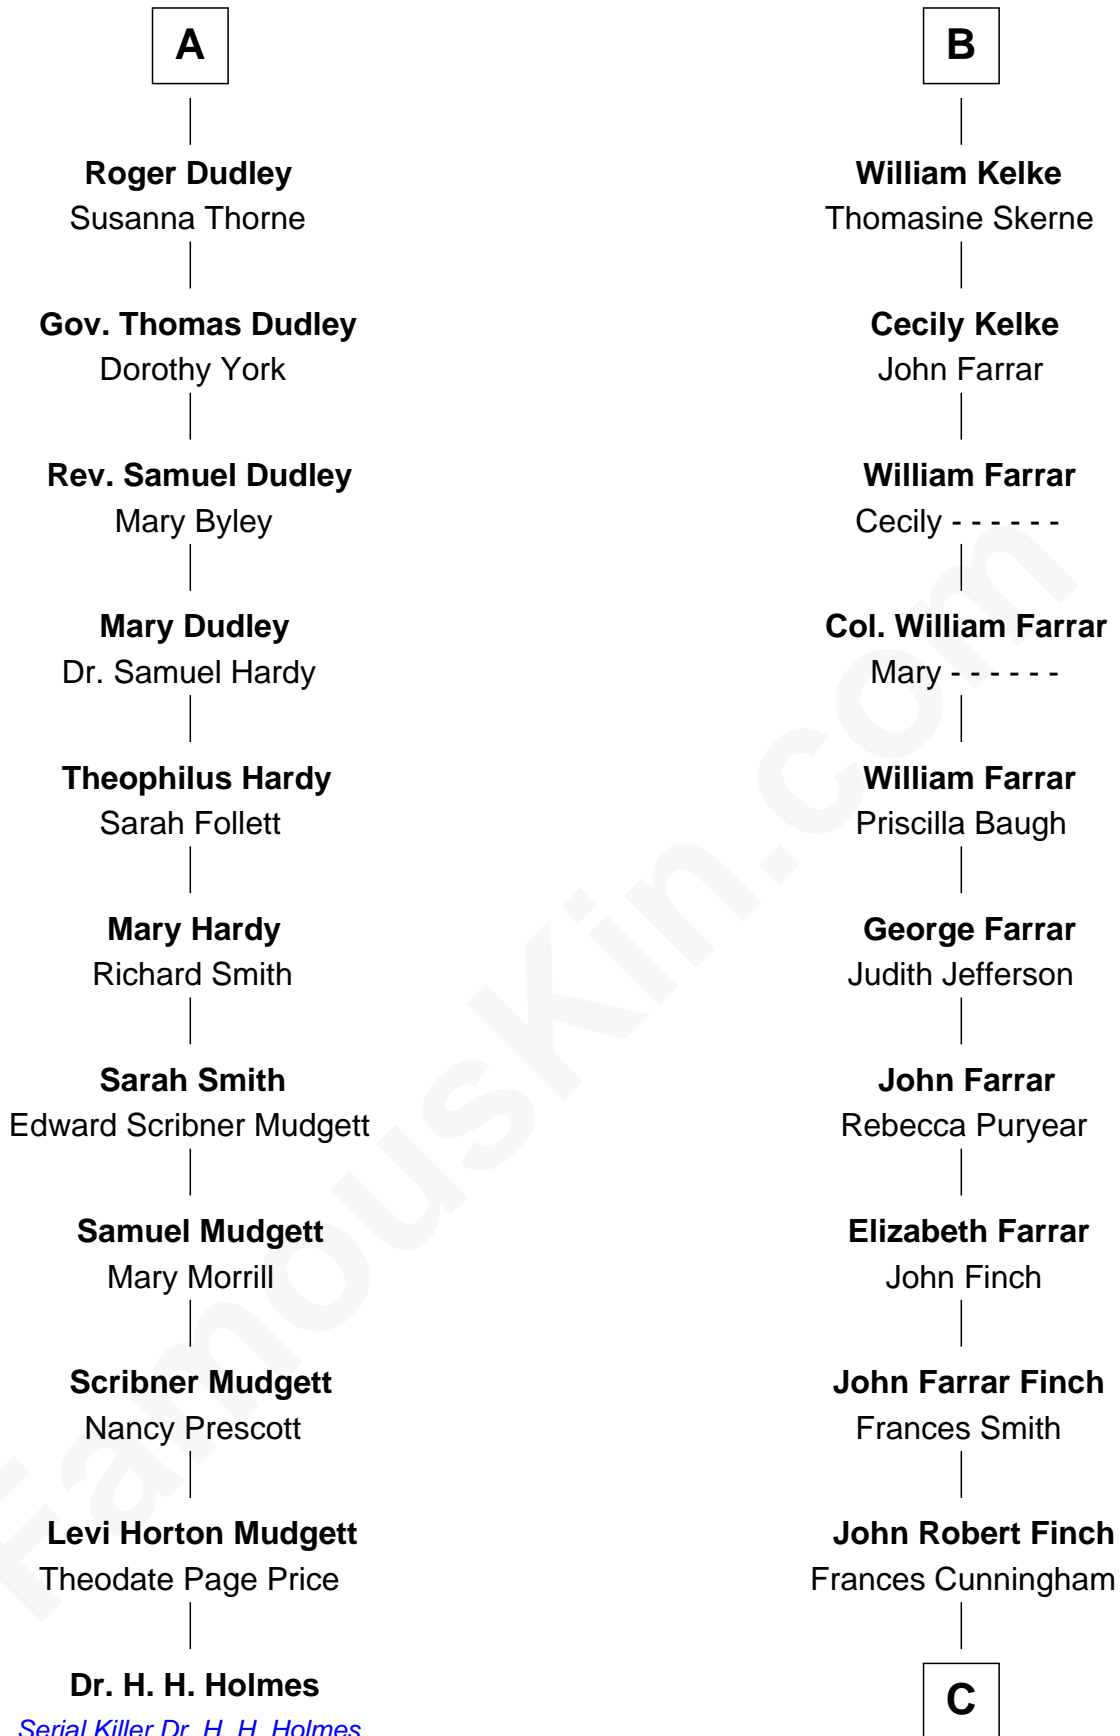 A
Roger Dudley
Susanna Thorne
Gov. Thomas Dudley
Dorothy York
Rev. Samuel Dudley
Mary Byley
Mary Dudley
Dr. Samuel Hardy
Theophilus Hardy
Sarah Follett
Mary Hardy
Richard Smith
Sarah Smith
Edward Scribner Mudgett
Samuel Mudgett
Mary Morrill
Scribner Mudgett
Nancy Prescott
Levi Horton Mudgett
Theodate Page Price
Dr. H. H. Holmes
Serial Killer Dr. H. H. Holmes
B
William Kelke
Thomasine Skerne
Cecily Kelke
John Farrar
William Farrar
Cecily - - - - - -
Col. William Farrar
Mary - - - - - -
William Farrar
Priscilla Baugh
George Farrar
Judith Jefferson
John Farrar
Rebecca Puryear
Elizabeth Farrar
John Finch
John Farrar Finch
Frances Smith
John Robert Finch
Frances Cunningham
C
FamousKin.com